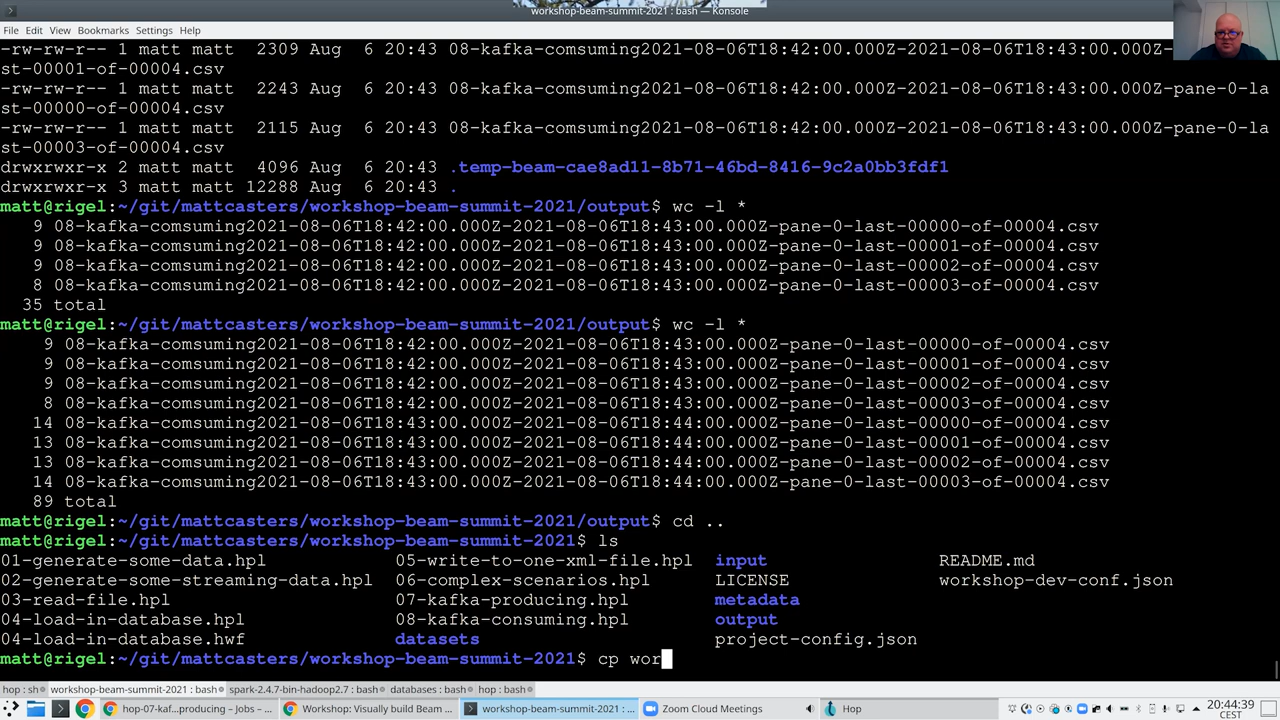 workshop-beam-summit-2021 : bash — Konsole
File Edit View Bookmarks Settings Help
-rw-rw-r-- 1 matt matt  2309 Aug  6 20:43 08-kafka-comsuming2021-08-06T18:42:00.000Z-2021-08-06T18:43:00.000Z-pane-0-la
st-00001-of-00004.csv
-rw-rw-r-- 1 matt matt  2243 Aug  6 20:43 08-kafka-comsuming2021-08-06T18:42:00.000Z-2021-08-06T18:43:00.000Z-pane-0-la
st-00000-of-00004.csv
-rw-rw-r-- 1 matt matt  2115 Aug  6 20:43 08-kafka-comsuming2021-08-06T18:42:00.000Z-2021-08-06T18:43:00.000Z-pane-0-la
st-00003-of-00004.csv
drwxrwxr-x 2 matt matt  4096 Aug  6 20:43 .temp-beam-cae8ad11-8b71-46bd-8416-9c2a0bb3fdf1
drwxrwxr-x 3 matt matt 12288 Aug  6 20:43 .
matt@rigel:~/git/mattcasters/workshop-beam-summit-2021/output$ wc -l *
9 08-kafka-comsuming2021-08-06T18:42:00.000Z-2021-08-06T18:43:00.000Z-pane-0-last-00000-of-00004.csv
9 08-kafka-comsuming2021-08-06T18:42:00.000Z-2021-08-06T18:43:00.000Z-pane-0-last-00001-of-00004.csv
9 08-kafka-comsuming2021-08-06T18:42:00.000Z-2021-08-06T18:43:00.000Z-pane-0-last-00002-of-00004.csv
8 08-kafka-comsuming2021-08-06T18:42:00.000Z-2021-08-06T18:43:00.000Z-pane-0-last-00003-of-00004.csv
35 total
matt@rigel:~/git/mattcasters/workshop-beam-summit-2021/output$ wc -l *
9 08-kafka-comsuming2021-08-06T18:42:00.000Z-2021-08-06T18:43:00.000Z-pane-0-last-00000-of-00004.csv
9 08-kafka-comsuming2021-08-06T18:42:00.000Z-2021-08-06T18:43:00.000Z-pane-0-last-00001-of-00004.csv
9 08-kafka-comsuming2021-08-06T18:42:00.000Z-2021-08-06T18:43:00.000Z-pane-0-last-00002-of-00004.csv
8 08-kafka-comsuming2021-08-06T18:42:00.000Z-2021-08-06T18:43:00.000Z-pane-0-last-00003-of-00004.csv
14 08-kafka-comsuming2021-08-06T18:43:00.000Z-2021-08-06T18:44:00.000Z-pane-0-last-00000-of-00004.csv
13 08-kafka-comsuming2021-08-06T18:43:00.000Z-2021-08-06T18:44:00.000Z-pane-0-last-00001-of-00004.csv
13 08-kafka-comsuming2021-08-06T18:43:00.000Z-2021-08-06T18:44:00.000Z-pane-0-last-00002-of-00004.csv
14 08-kafka-comsuming2021-08-06T18:43:00.000Z-2021-08-06T18:44:00.000Z-pane-0-last-00003-of-00004.csv
89 total
matt@rigel:~/git/mattcasters/workshop-beam-summit-2021/output$ cd ..
matt@rigel:~/git/mattcasters/workshop-beam-summit-2021$ ls
01-generate-some-data.hpl 05-write-to-one-xml-file.hpl input README.md
02-generate-some-streaming-data.hpl 06-complex-scenarios.hpl LICENSE workshop-dev-conf.json
03-read-file.hpl 07-kafka-producing.hpl metadata
04-load-in-database.hpl 08-kafka-consuming.hpl output
04-load-in-database.hwf datasets project-config.json
matt@rigel:~/git/mattcasters/workshop-beam-summit-2021$ cp wor
hop : sh workshop-beam-summit-2021 : bash spark-2.4.7-bin-hadoop2.7 : bash databases : bash hop : bash
hop-07-kaf...producing – Jobs – ... Workshop: Visually build Beam ... workshop-beam-summit-2021 : ... Zoom Cloud Meetings Hop 20:44:39
CEST